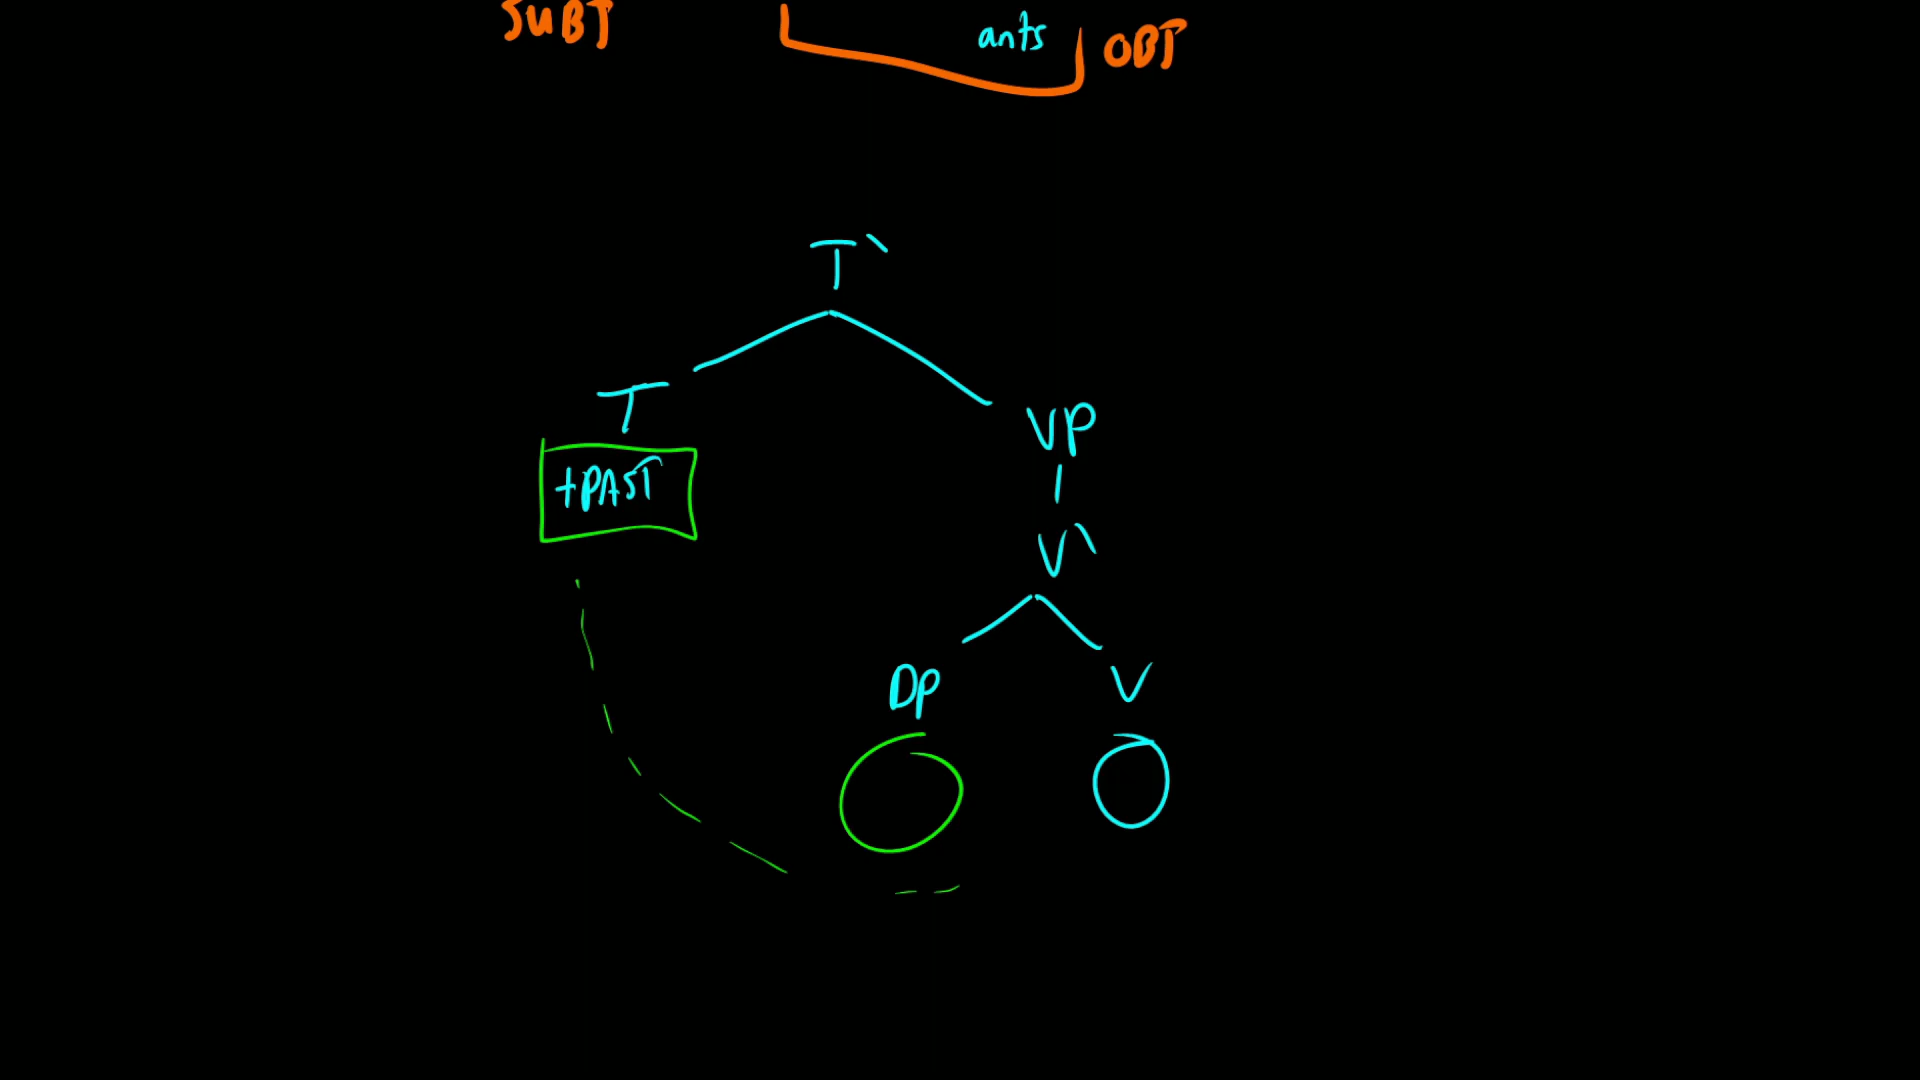 SUBJ
ants OBJ
T`
T
VP
+PAST
V`
DP V